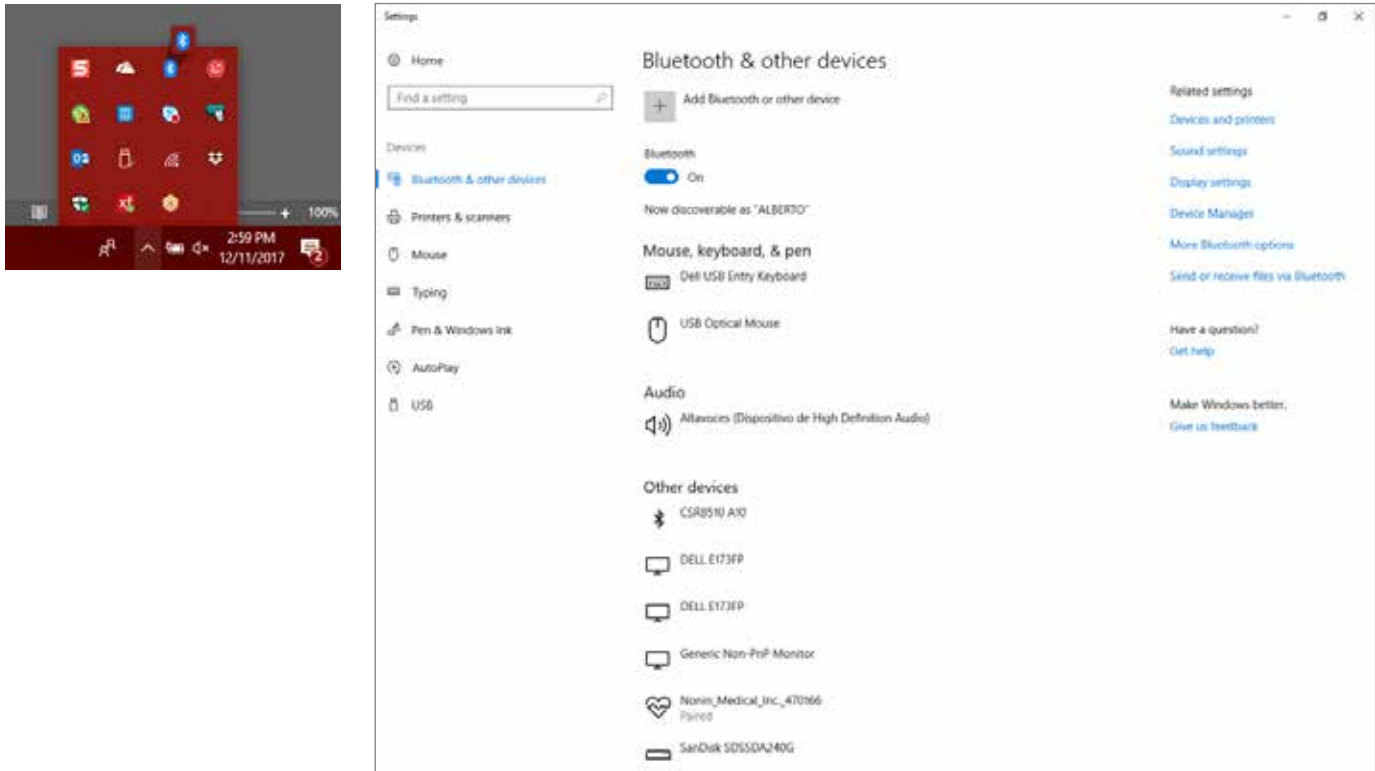 100%
2:59 PM
12/11/2017
2
Settings
Home
Find a setting
Devices
Bluetooth & other devices
Printers & scanners
Mouse
Typing
Pen & Windows Ink
AutoPlay
USB
Bluetooth & other devices
Add Bluetooth or other device
Bluetooth
On
Now discoverable as "ALBERTO"
Mouse, keyboard, & pen
Dell USB Entry Keyboard
USB Optical Mouse
Audio
Altavoces (Dispositivo de High Definition Audio)
Other devices
CSR8510 A10
DELL E173FP
DELL E173FP
Generic Non-PnP Monitor
Nonin_Medical_Inc._470166
Paired
SanDisk SDSSDA240G
Related settings
Devices and printers
Sound settings
Display settings
Device Manager
More Bluetooth options
Send or receive files via Bluetooth
Have a question?
Get help
Make Windows better.
Give us feedback